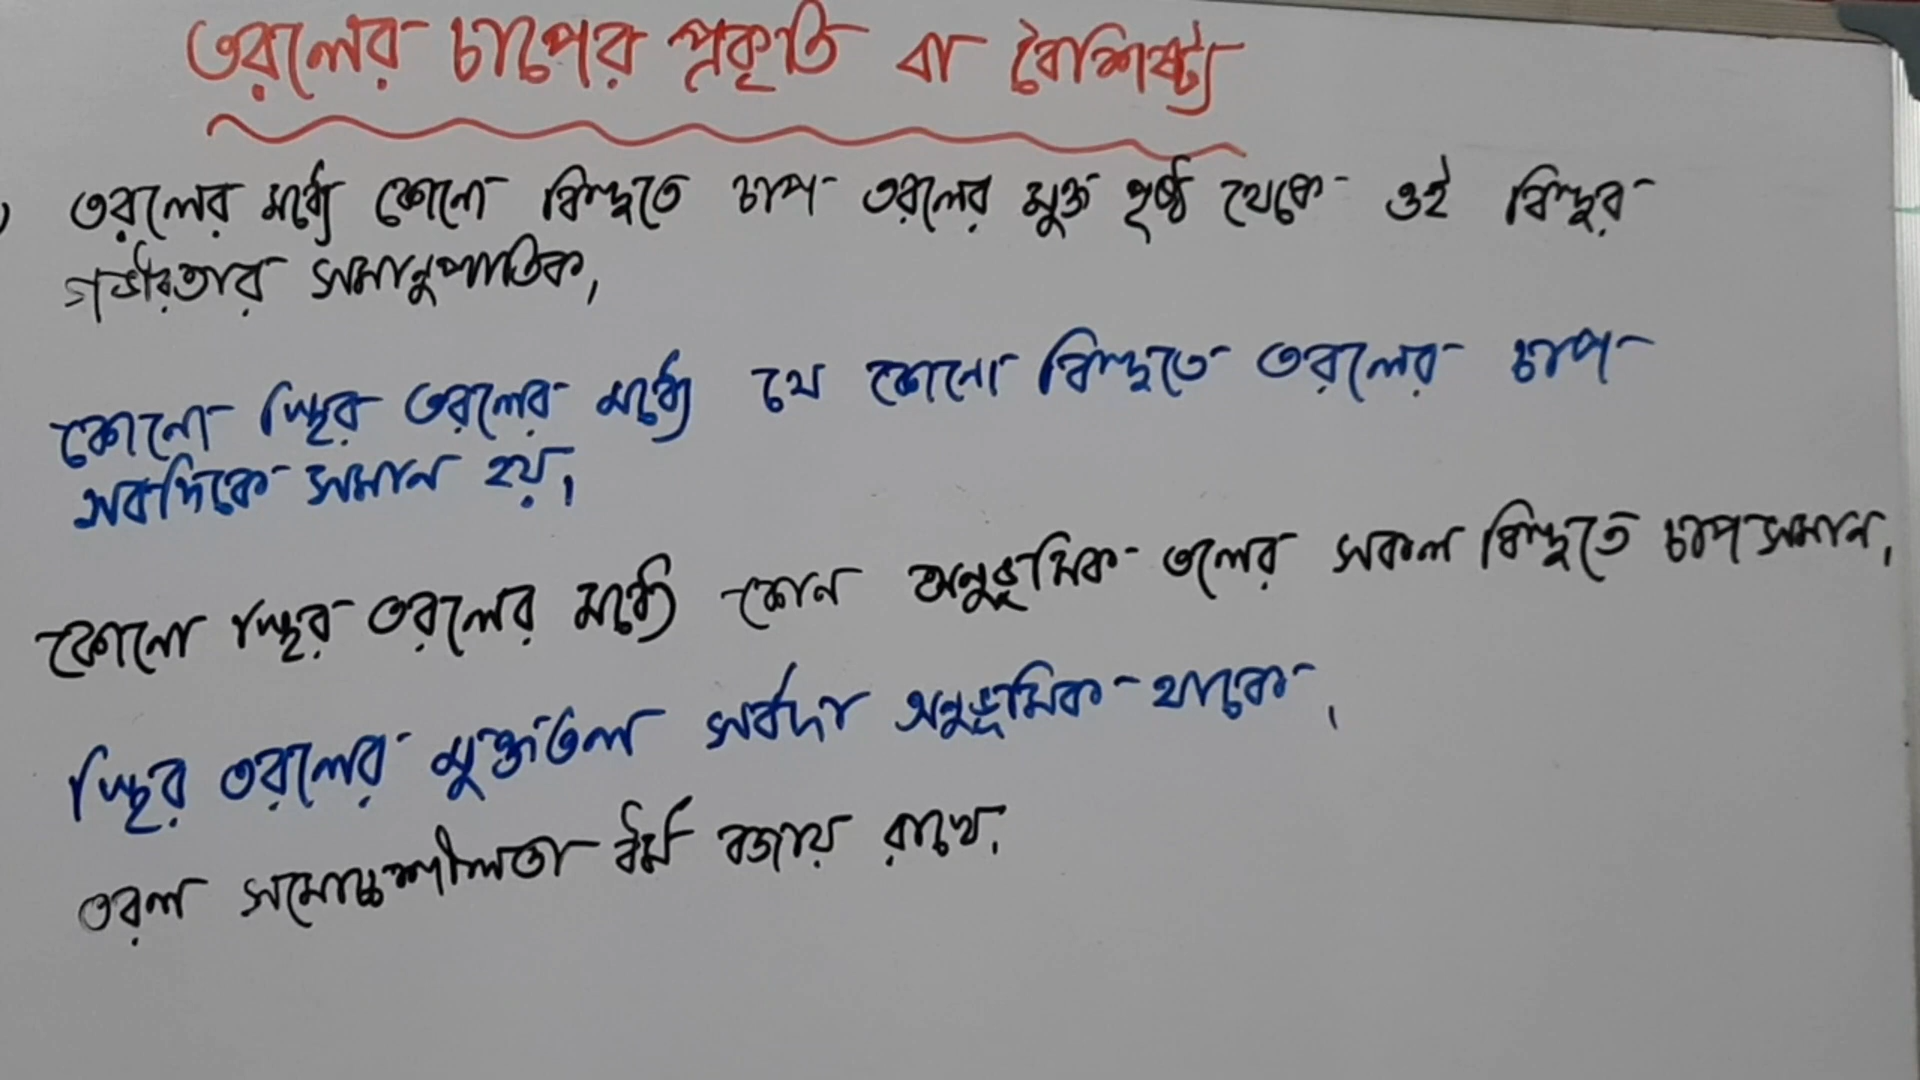 তরলের চাপের প্রকৃতি বা বৈশিষ্ট্য
তরলের মধ্যে কোনো বিন্দুতে চাপ তরলের মুক্ত পৃষ্ঠ থেকে ওই বিন্দুর
গভীরতার সমানুপাতিক।
কোনো স্থির তরলের মধ্যে যে কোনো বিন্দুতে তরলের চাপ
সবদিকে সমান হয়।
কোনো স্থির তরলের মধ্যে কোন অনুভূমিক তলের সকল বিন্দুতে চাপ সমান।
স্থির তরলের মুক্ততল সর্বদা অনুভূমিক থাকে।
তরল সমোচ্চশীলতা ধর্ম বজায় রাখে।